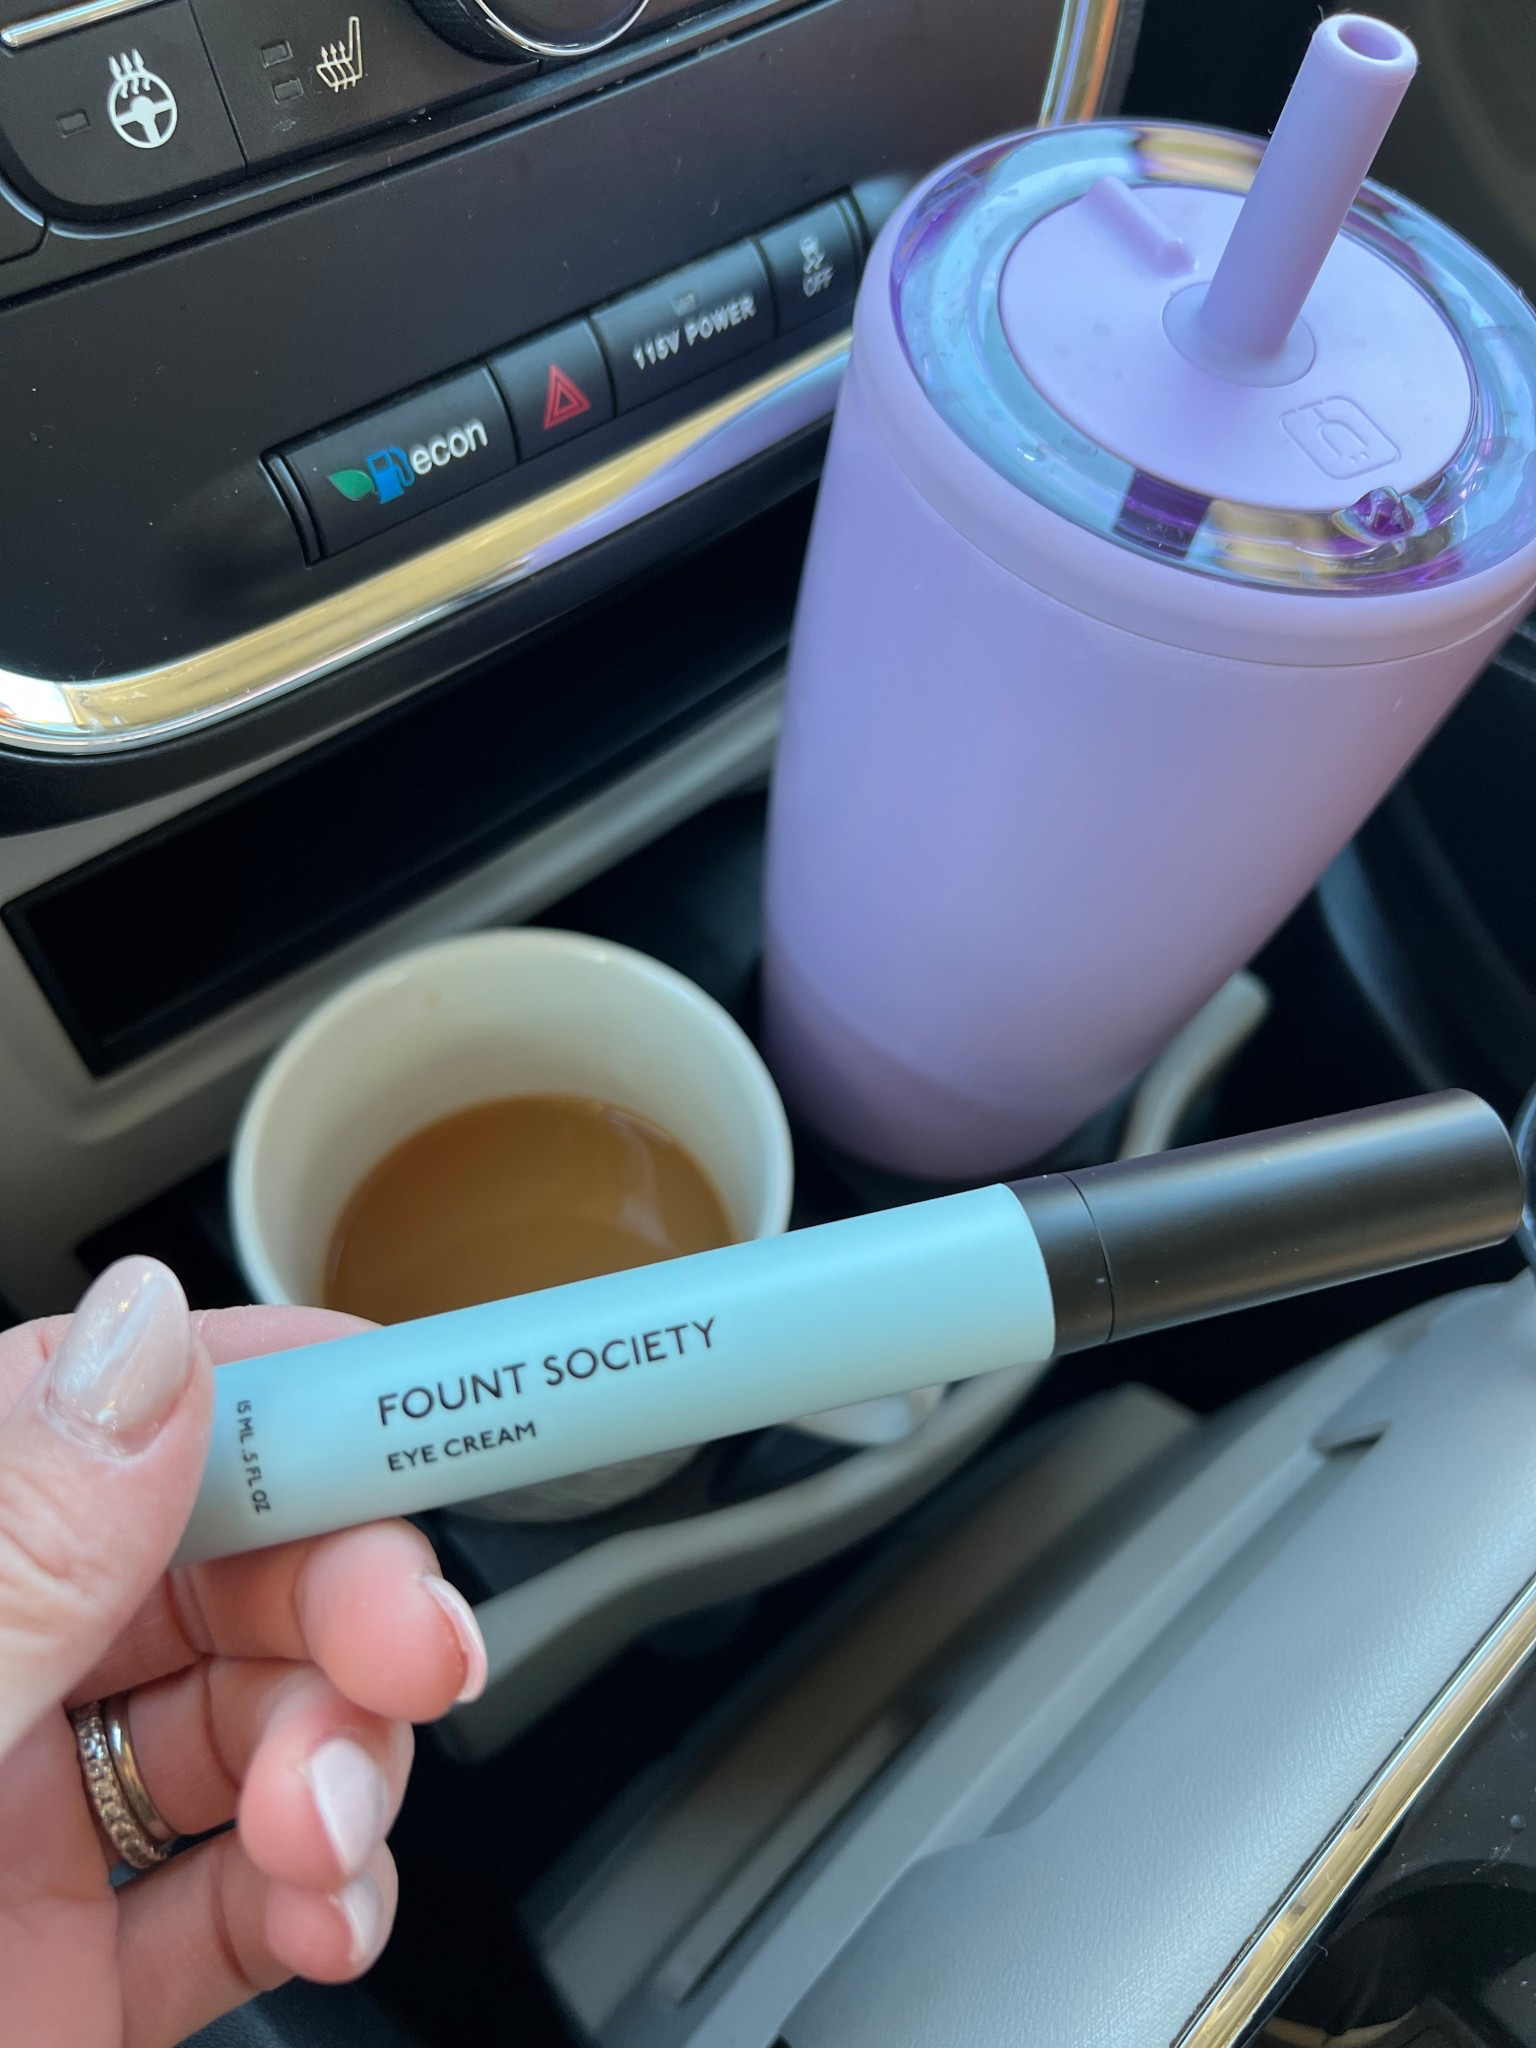 econ
115V POWER
OFF
FOUNT SOCIETY
EYE CREAM
15 ML .5 FL OZ